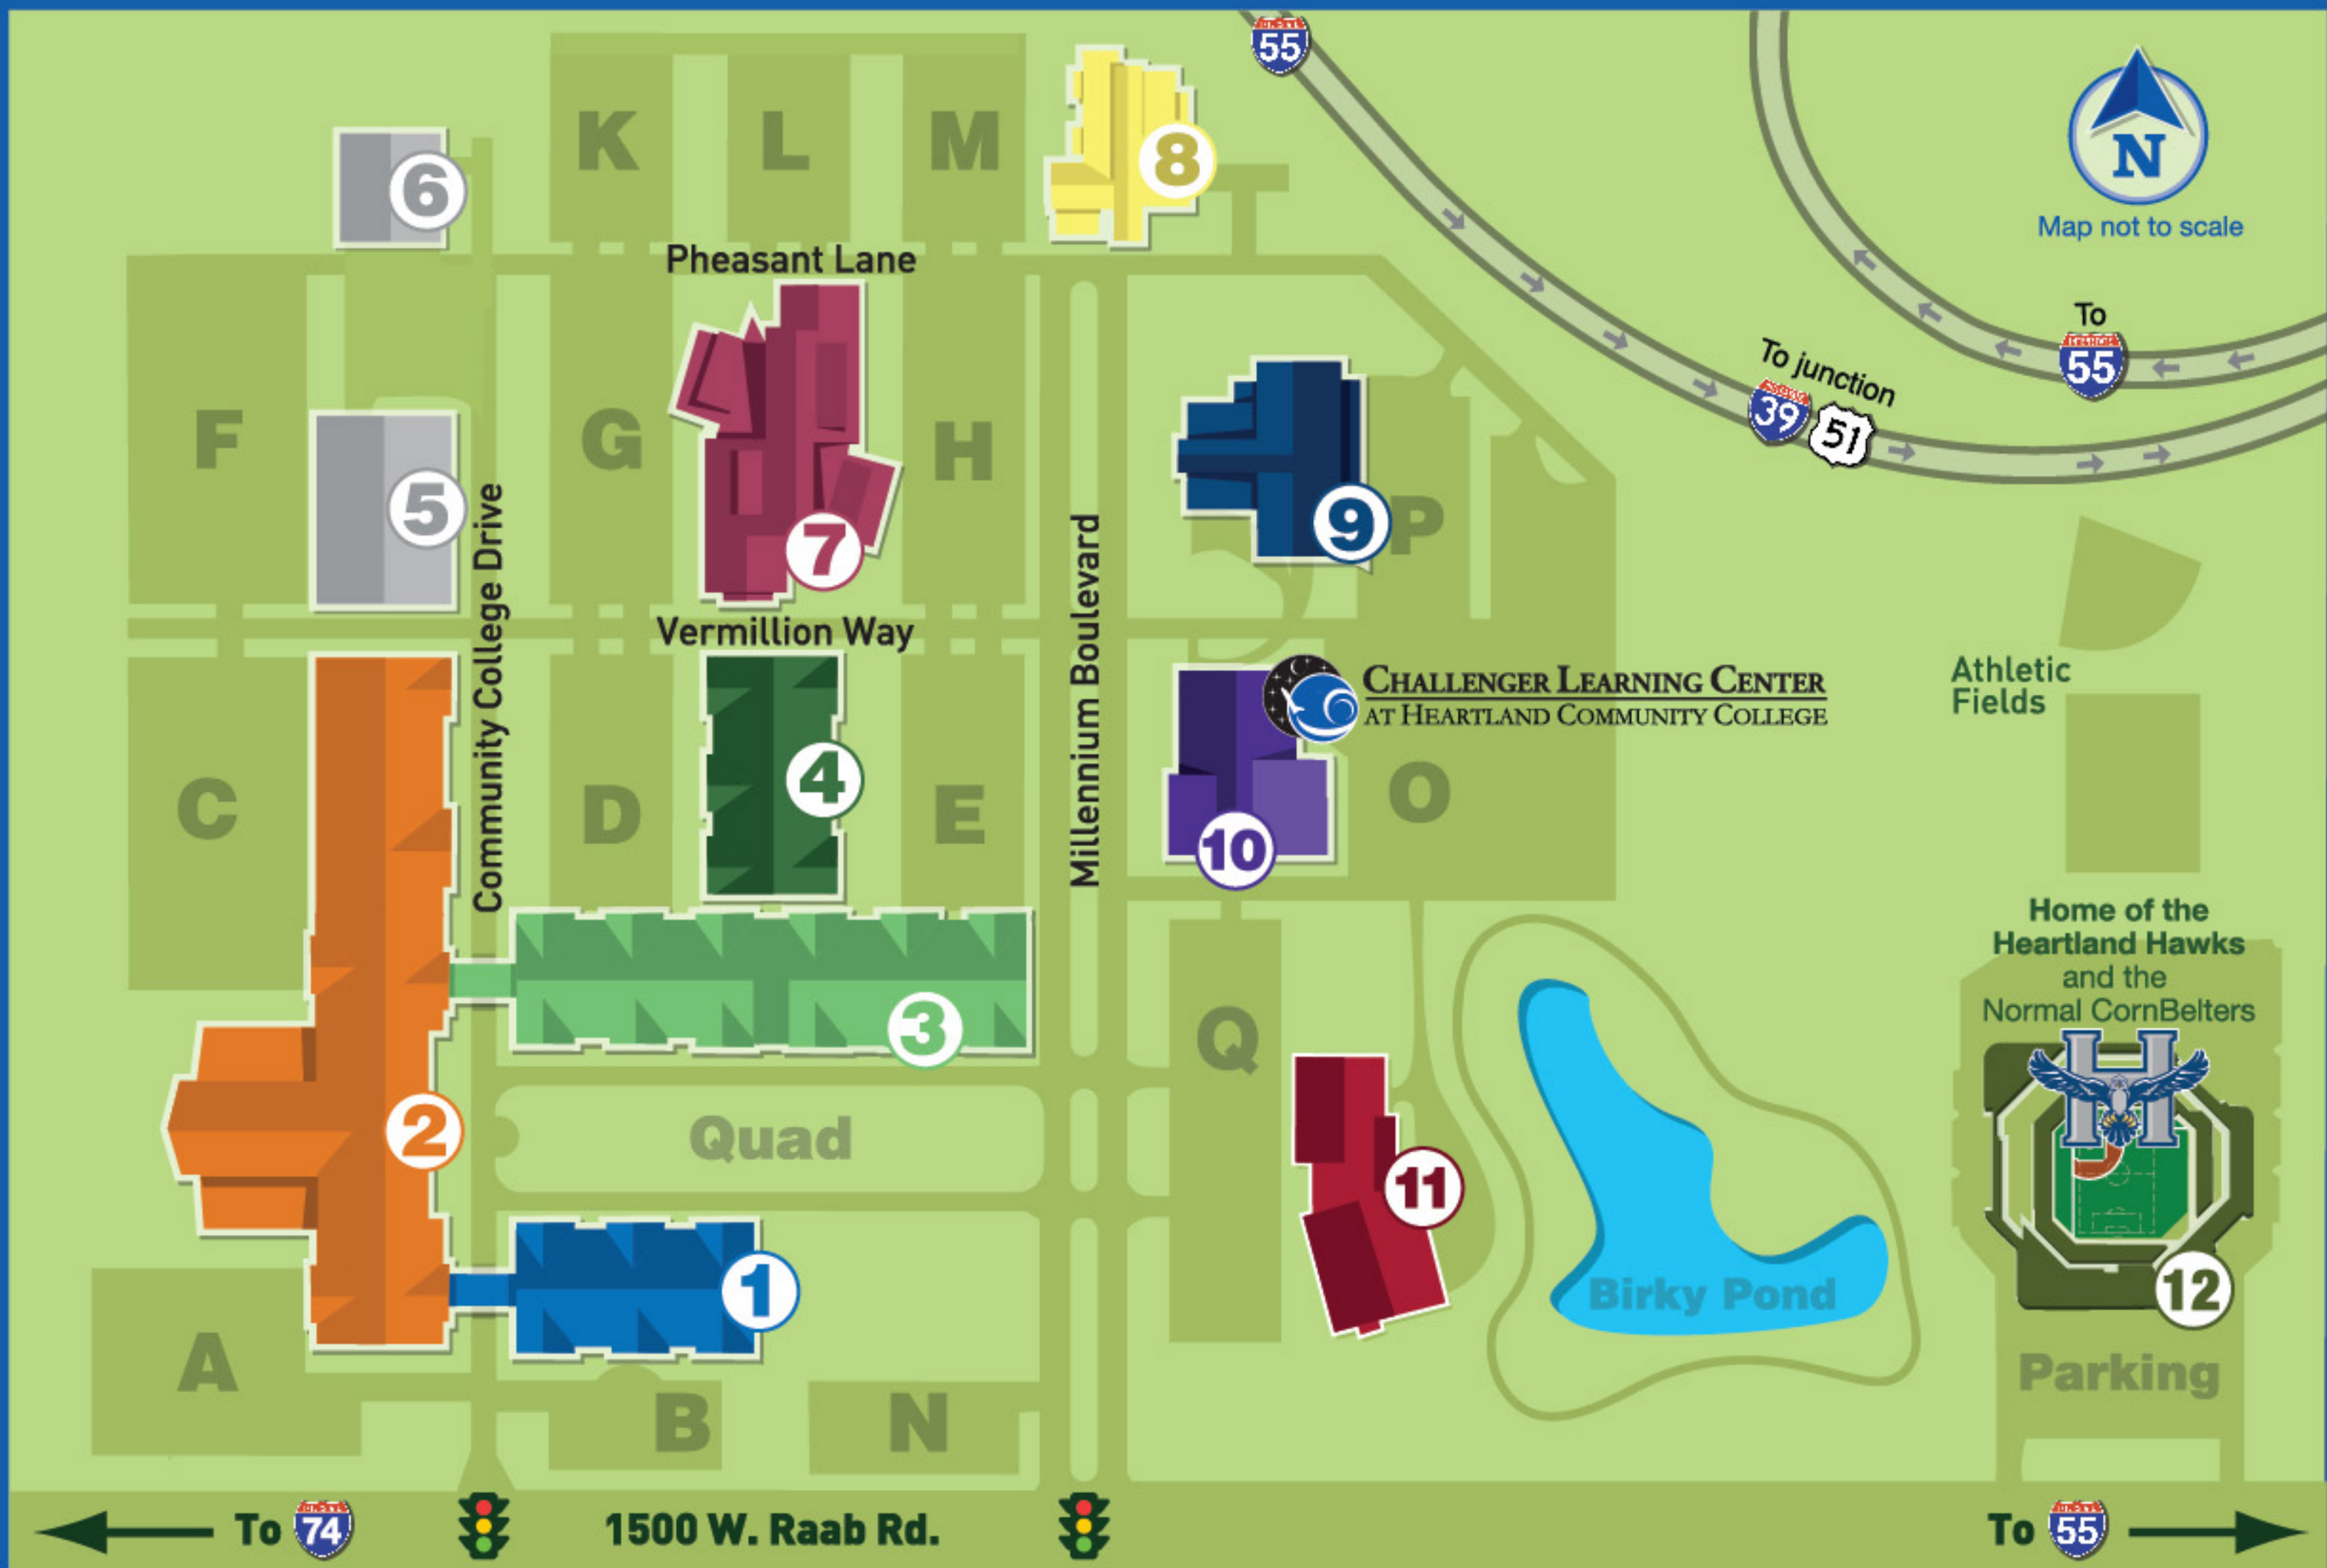 55
N
Map not to scale
K
L
M
8
6
Pheasant Lane
To
55
To junction
39
51
F
G
H
5
7
9
P
Community College Drive
Millennium Boulevard
Vermillion Way
CHALLENGER LEARNING CENTER
AT HEARTLAND COMMUNITY COLLEGE
Athletic
Fields
C
D
4
E
10
O
Home of the
Heartland Hawks
and the
Normal CornBelters
H
3
Q
2
Quad
11
1
Birky Pond
12
A
B
N
Parking
To 74
1500 W. Raab Rd.
To 55